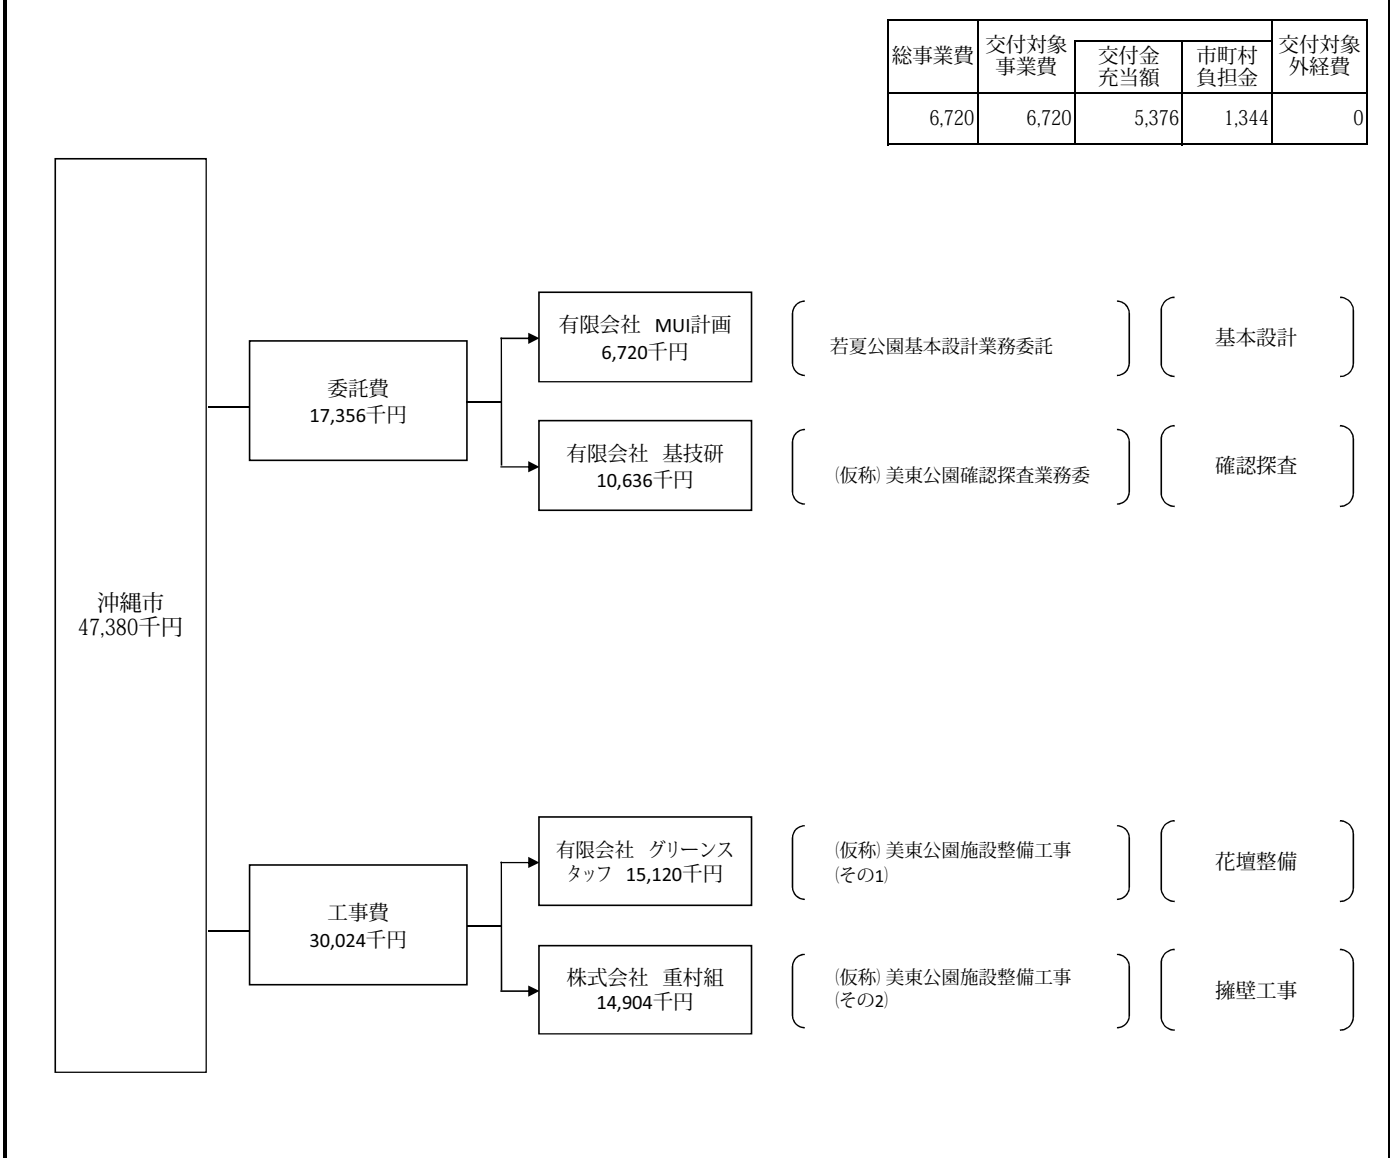 総事業費
交付対象
事業費
交付金
充当額
市町村
負担金
交付対象
外経費
6,720
6,720
5,376
1,344
0
沖縄市
47,380千円
委託費
17,356千円
有限会社 MUI計画
6,720千円
若夏公園基本設計業務委託
基本設計
有限会社 基技研
10,636千円
(仮称)美東公園確認探査業務委
確認探査
工事費
30,024千円
有限会社 グリーンス
タッフ 15,120千円
(仮称)美東公園施設整備工事
(その1)
花壇整備
株式会社 重村組
14,904千円
(仮称)美東公園施設整備工事
(その2)
擁壁工事